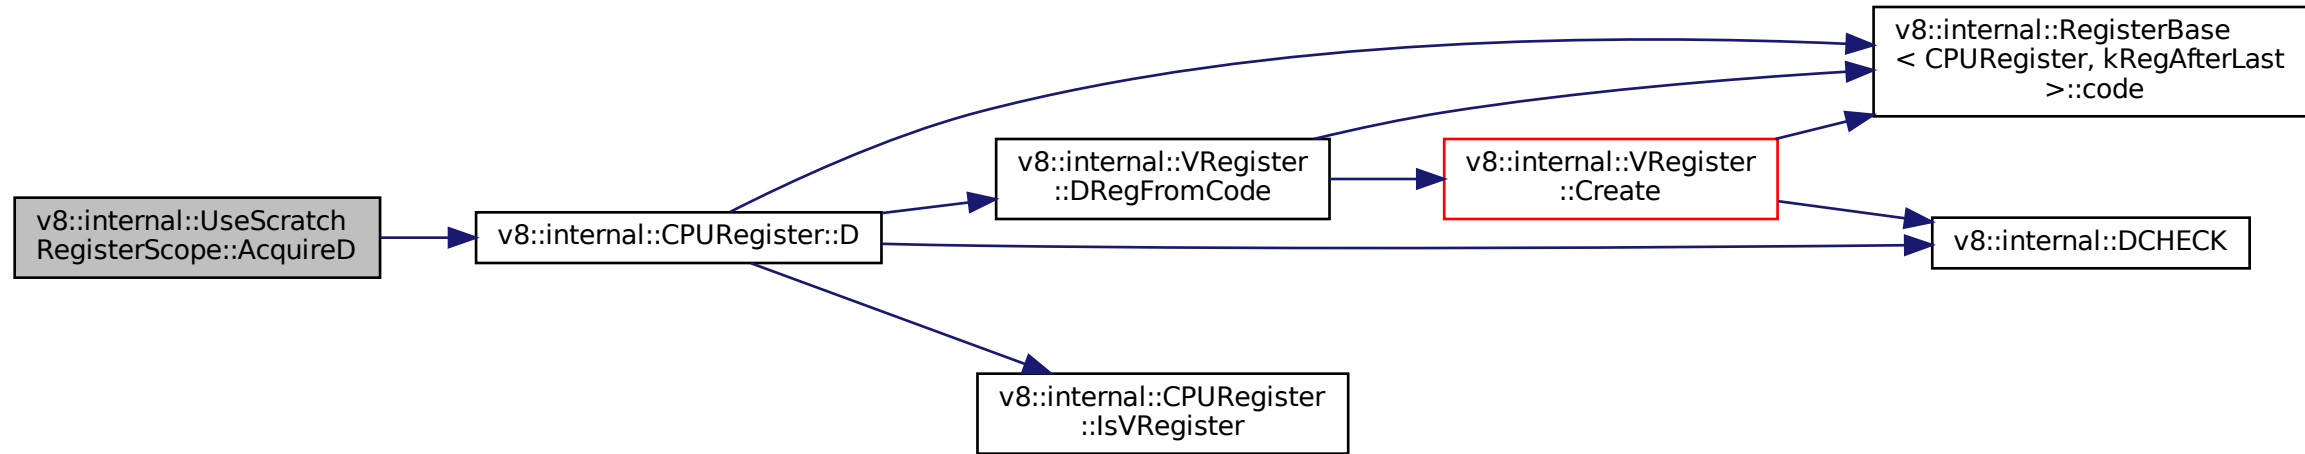 v8::internal::UseScratch
RegisterScope::AcquireD
v8::internal::CPURegister::D
v8::internal::VRegister
::DRegFromCode
v8::internal::CPURegister
::IsVRegister
v8::internal::VRegister
::Create
v8::internal::RegisterBase
< CPURegister, kRegAfterLast
>::code
v8::internal::DCHECK